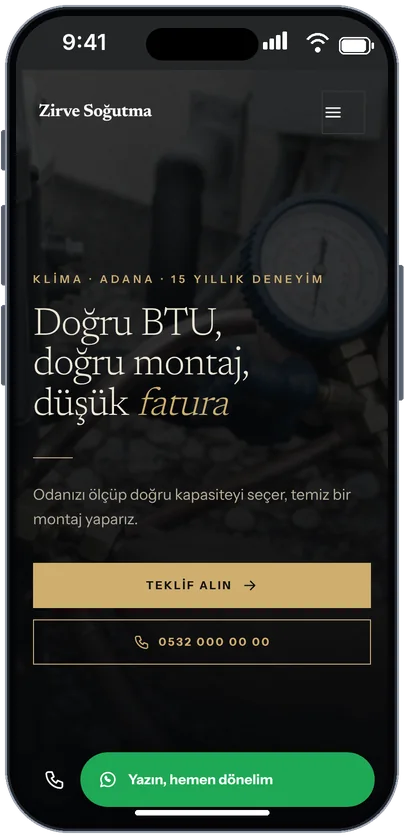 9:41
Zirve Soğutma
KLİMA · ADANA · 15 YILLIK DENEYİM
Doğru BTU,
doğru montaj,
düşük fatura
Odanızı ölçüp doğru kapasiteyi seçer, temiz bir
montaj yaparız.
TEKLİF ALIN →
0532 000 00 00
Yazın, hemen dönelim